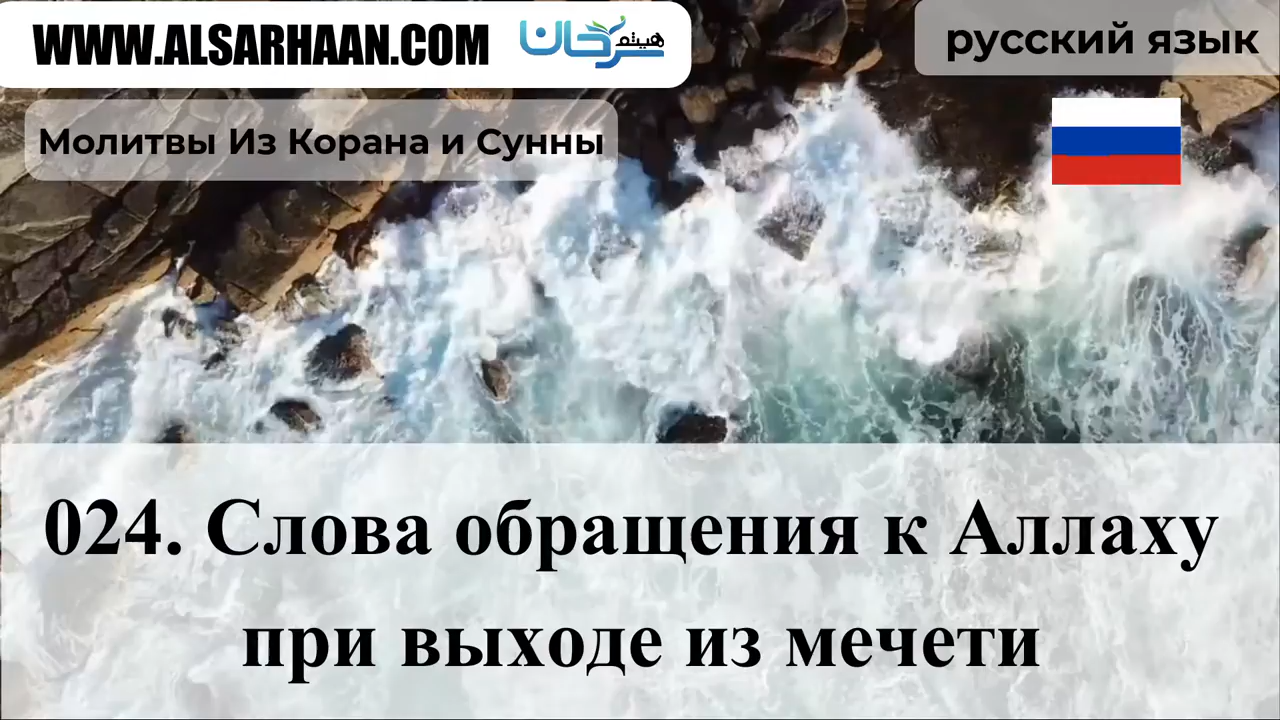 WWW.ALSARHAAN.COM
هيثم سرحان
русский язык
Молитвы Из Корана и Сунны
024. Слова обращения к Аллаху
при выходе из мечети